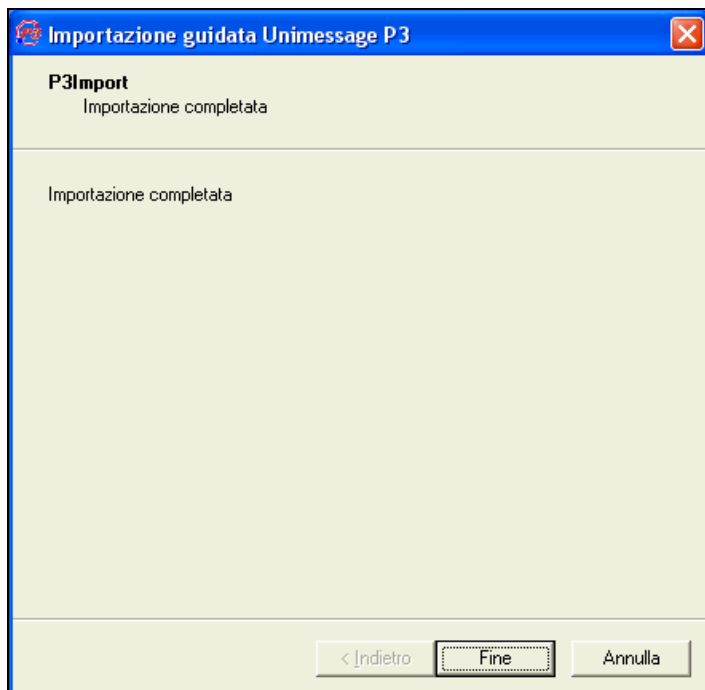 Importazione guidata Unimessage P3
P3Import
Importazione completata
Importazione completata
< Indietro Fine Annulla